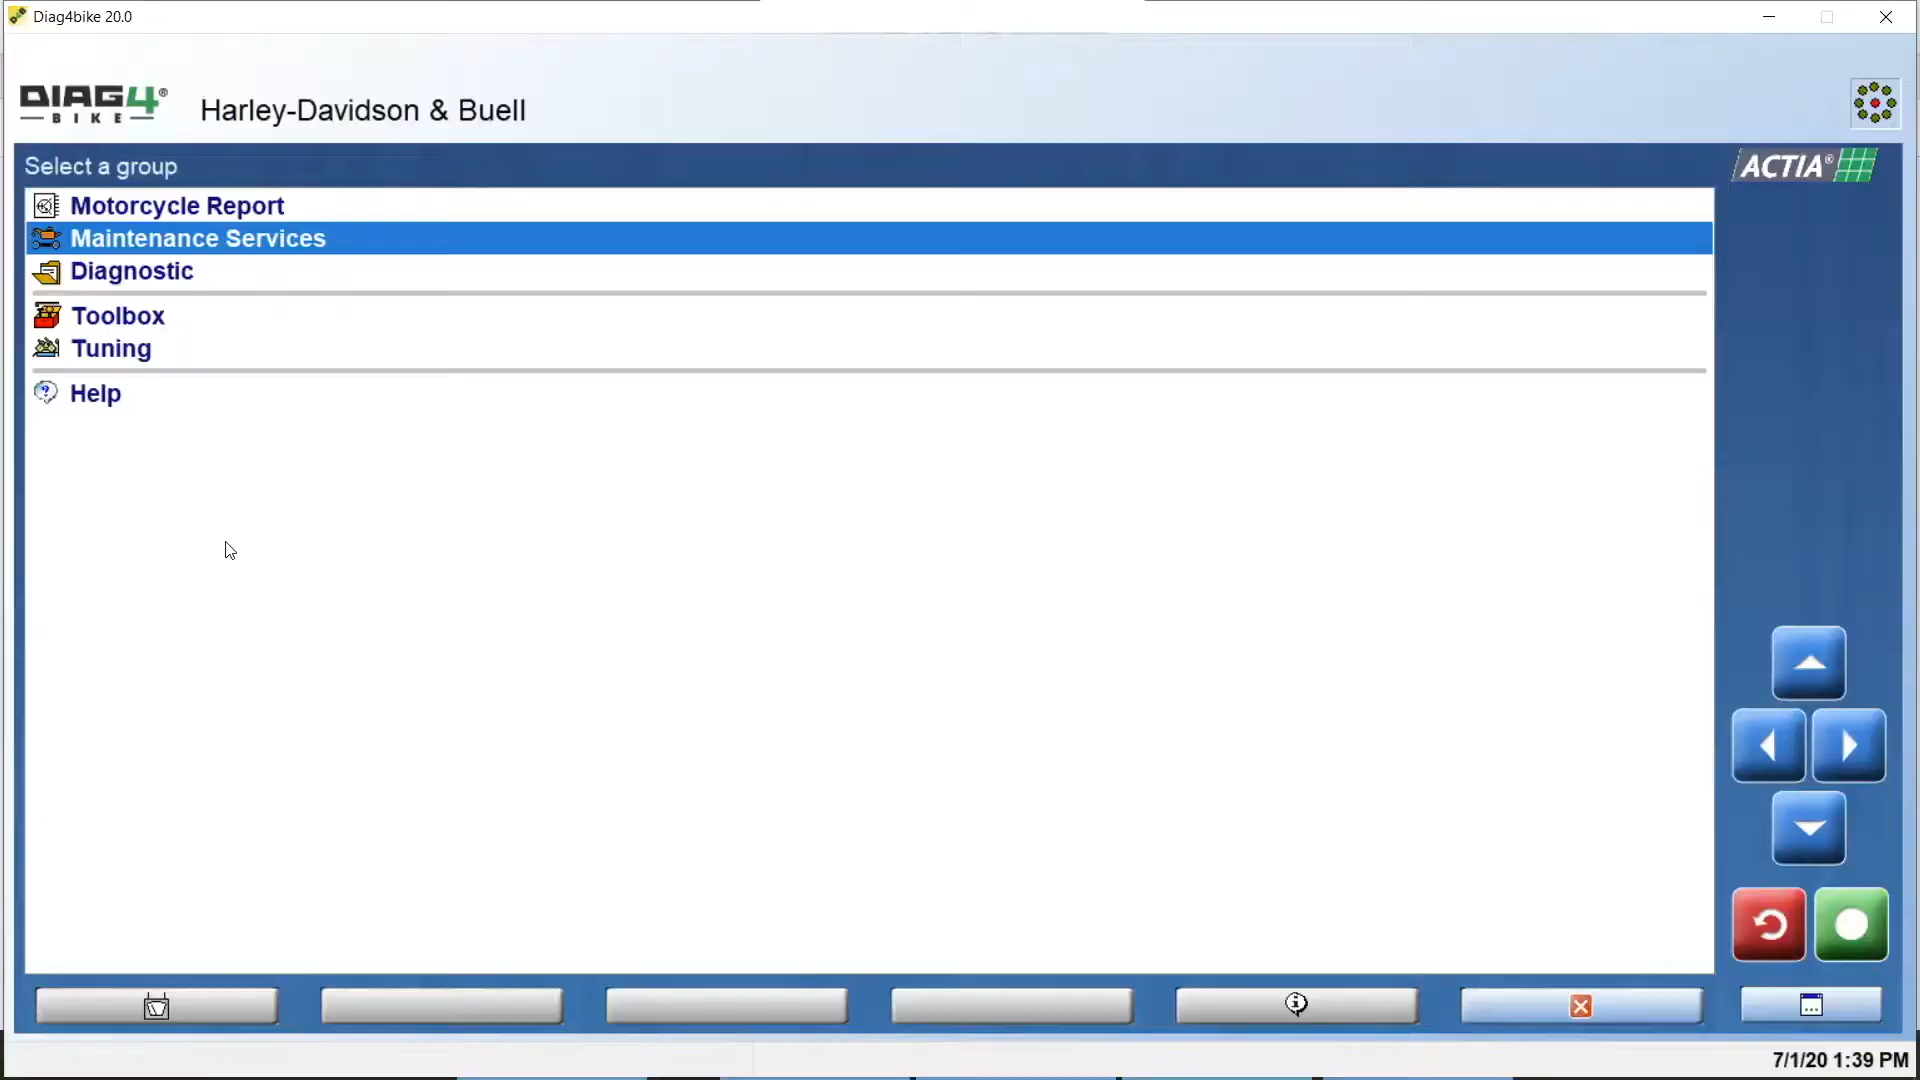 Diag4bike 20.0
DIAG4®
BIKE
Harley-Davidson & Buell
Select a group
ACTIA®
Motorcycle Report
Maintenance Services
Diagnostic
Toolbox
Tuning
Help
7/1/20 1:39 PM